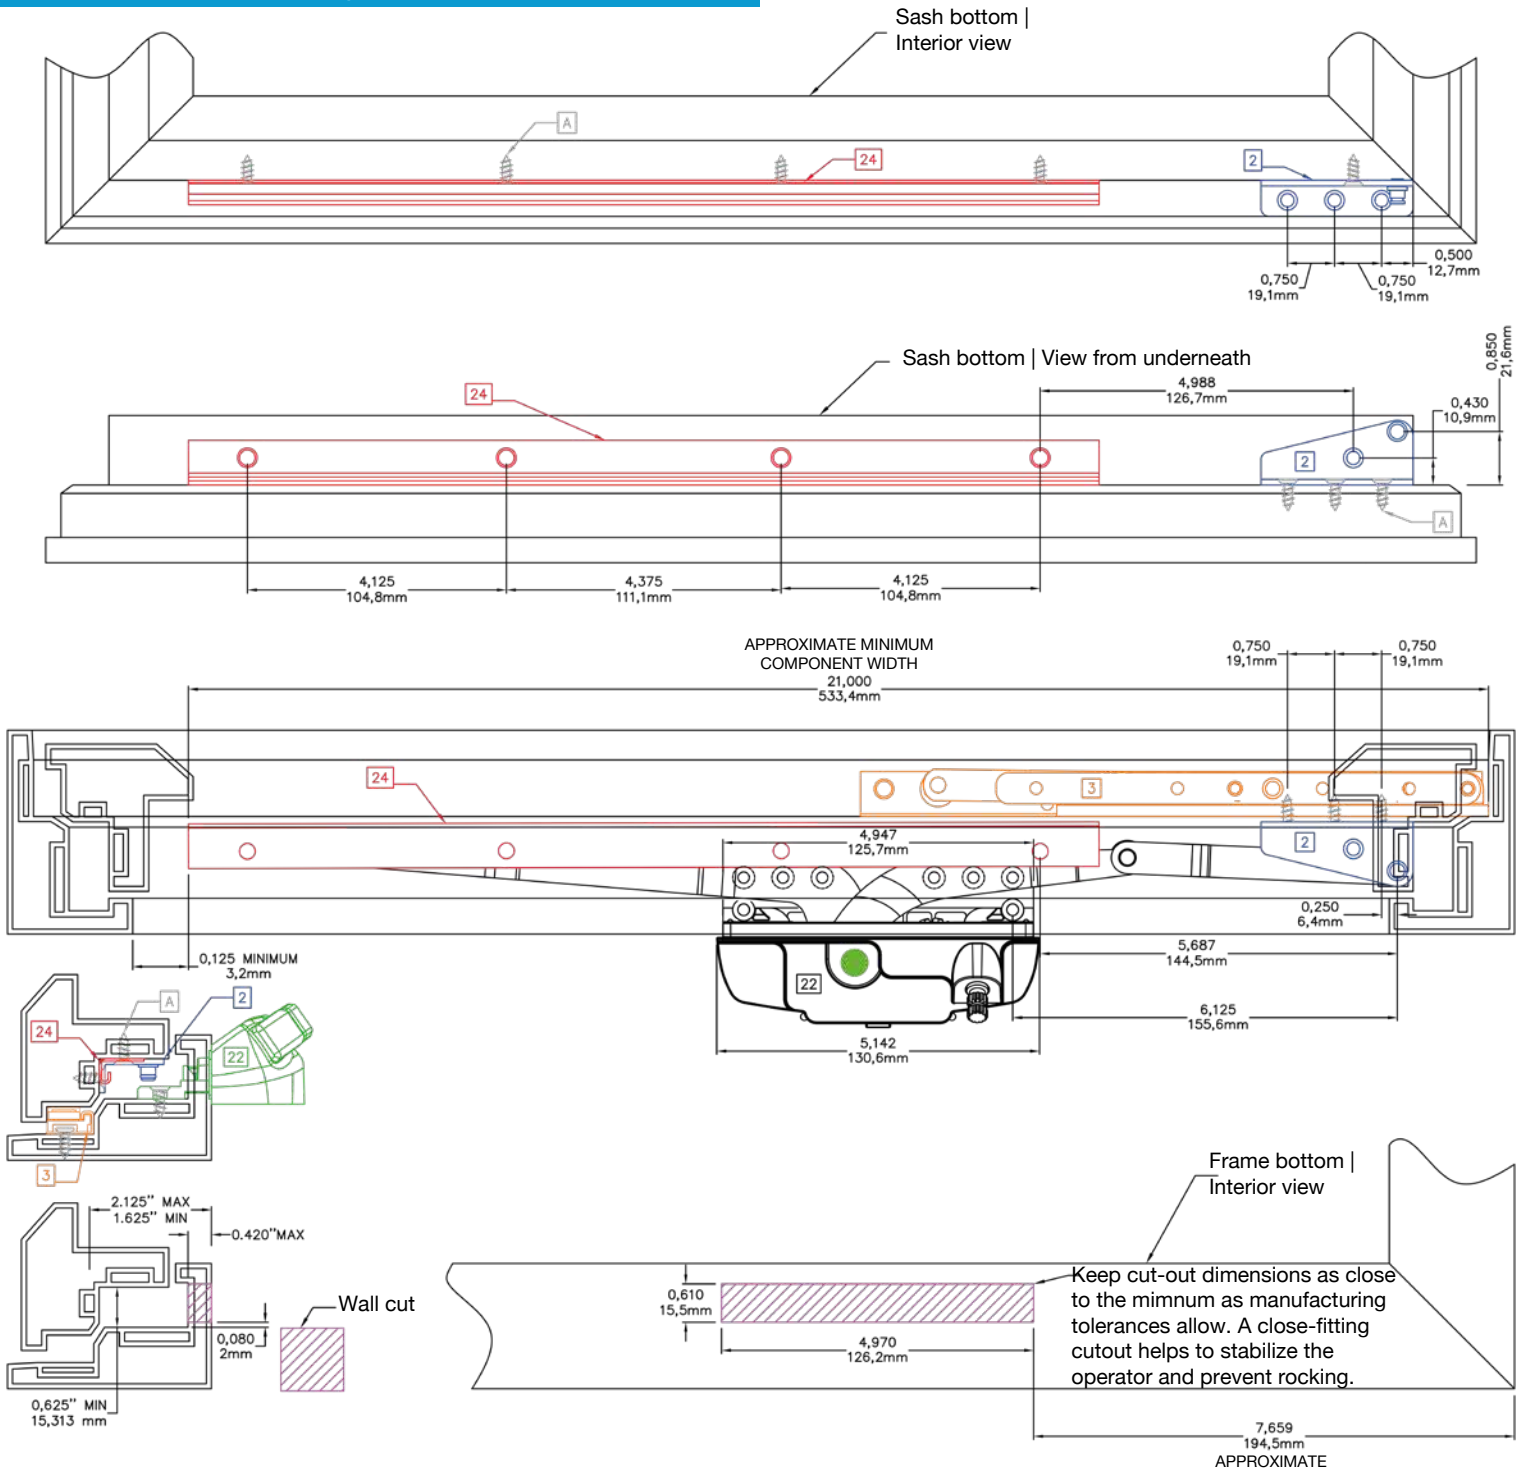 Sash bottom |
Interior view
A
24
2
0,500
12,7mm
0,750
19,1mm
0,750
19,1mm
Sash bottom | View from underneath
24
4,988
126,7mm
0,850
21,6mm
0,430
10,9mm
2
A
4,125
104,8mm
4,375
111,1mm
4,125
104,8mm
APPROXIMATE MINIMUM
COMPONENT WIDTH
21,000
533,4mm
0,750
19,1mm
0,750
19,1mm
24
3
4,947
125,7mm
2
0,250
6,4mm
0,125 MINIMUM
3,2mm
5,687
144,5mm
22
6,125
155,6mm
5,142
130,6mm
A
2
24
22
3
2.125" MAX
1.625" MIN
0.420"MAX
Wall cut
0,080
2mm
0,625" MIN
15,313 mm
Frame bottom |
Interior view
0,610
15,5mm
4,970
126,2mm
Keep cut-out dimensions as close
to the mimnum as manufacturing
tolerances allow. A close-fitting
cutout helps to stabilize the
operator and prevent rocking.
7,659
194,5mm
APPROXIMATE